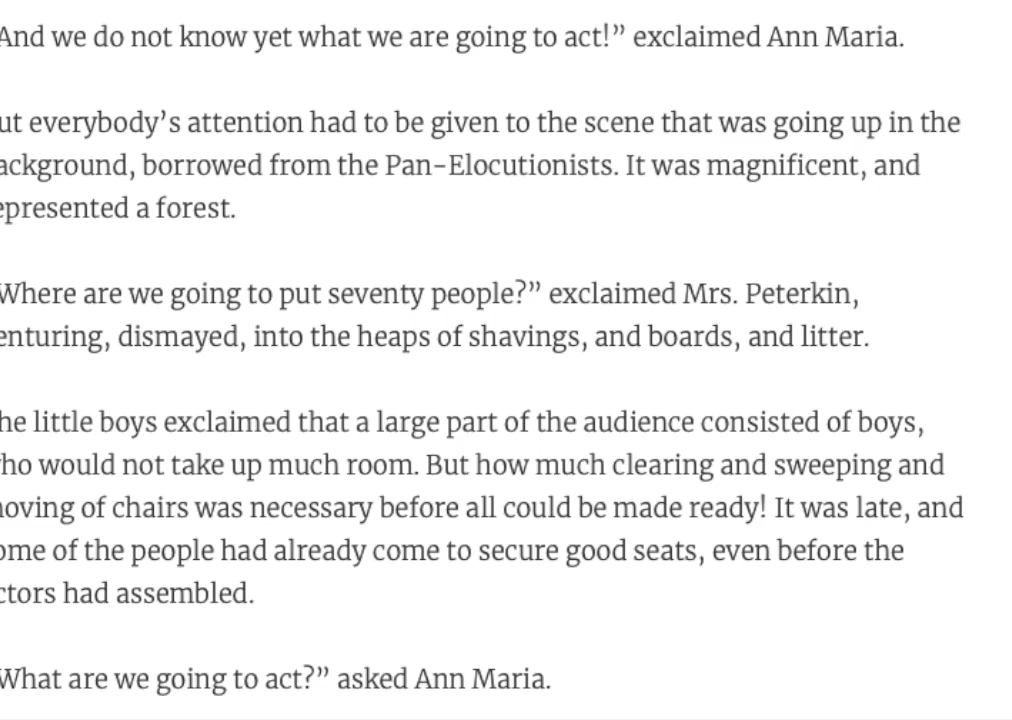 And we do not know yet what we are going to act!” exclaimed Ann Maria.
ut everybody’s attention had to be given to the scene that was going up in the
ackground, borrowed from the Pan-Elocutionists. It was magnificent, and
epresented a forest.
Where are we going to put seventy people?” exclaimed Mrs. Peterkin,
enturing, dismayed, into the heaps of shavings, and boards, and litter.
he little boys exclaimed that a large part of the audience consisted of boys,
ho would not take up much room. But how much clearing and sweeping and
oving of chairs was necessary before all could be made ready! It was late, and
ome of the people had already come to secure good seats, even before the
ctors had assembled.
What are we going to act?” asked Ann Maria.